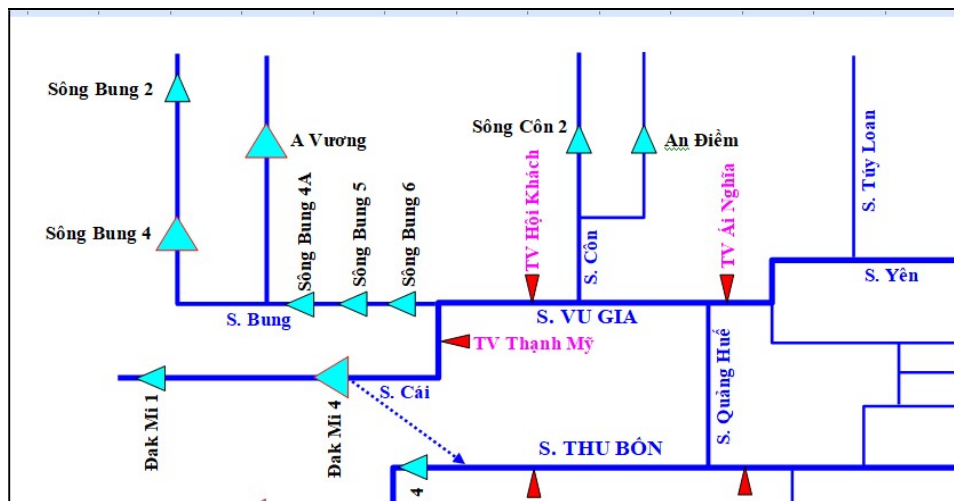 Sông Bung 2
A Vương
Sông Côn 2
An Điềm
S. Túy Loan
TV Hội Khách
TV Ái Nghĩa
Sông Bung 4
Sông Bung 4A
Sông Bung 5
Sông Bung 6
S. Côn
S. Yên
S. Bung
S. VU GIA
TV Thạnh Mỹ
S. Cái
S. Quảng Huế
Đak Mi 1
Đak Mi 4
S. THU BỒN
4